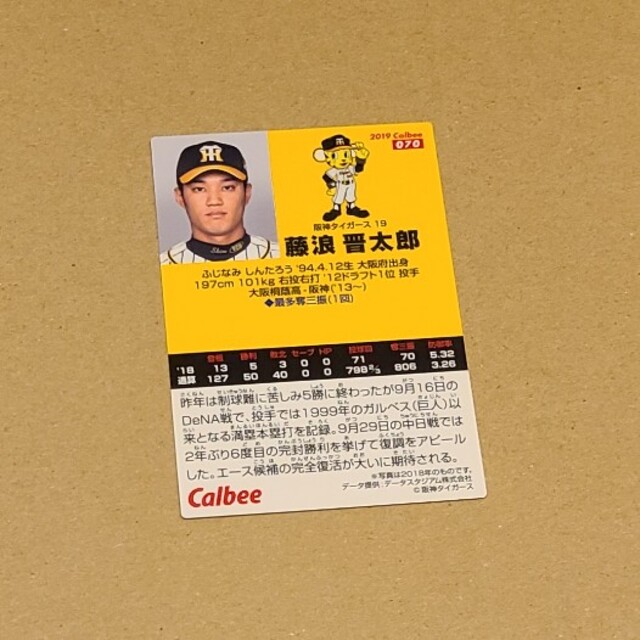 2019 Calbee
070
阪神タイガース 19
藤浪 晋太郎
ふじなみ しんたろう '94.4.12生 大阪府出身
197cm 101kg 右投右打 '12ドラフト1位 投手
大阪桐蔭高-阪神('13〜)
◆最多奪三振(1回)
登板 勝利 敗北 セーブ HP 投球回 奪三振 防御率
'18 13 5 3 0 0 71 70 5.32
通算 127 50 40 0 0 798 2/3 806 3.26
昨年は制球難に苦しみ5勝に終わったが9月16日の
DeNA戦で、投手では1999年のガルベス(巨人)以
来となる満塁本塁打を記録。9月29日の中日戦では
2年ぶり6度目の完封勝利を挙げて復調をアピール
した。エース候補の完全復活が大いに期待される。
※写真は2018年のものです。
Calbee
データ提供:データスタジアム株式会社
©阪神タイガース